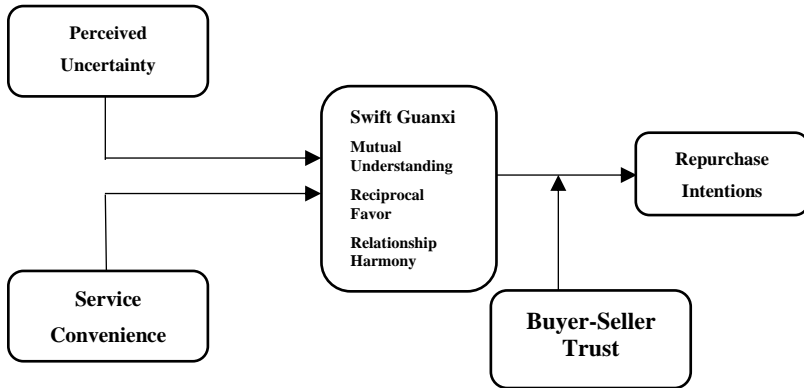 Perceived
Uncertainty
Swift Guanxi
Mutual
Understanding
Reciprocal
Favor
Relationship
Harmony
Repurchase
Intentions
Service
Convenience
Buyer-Seller
Trust